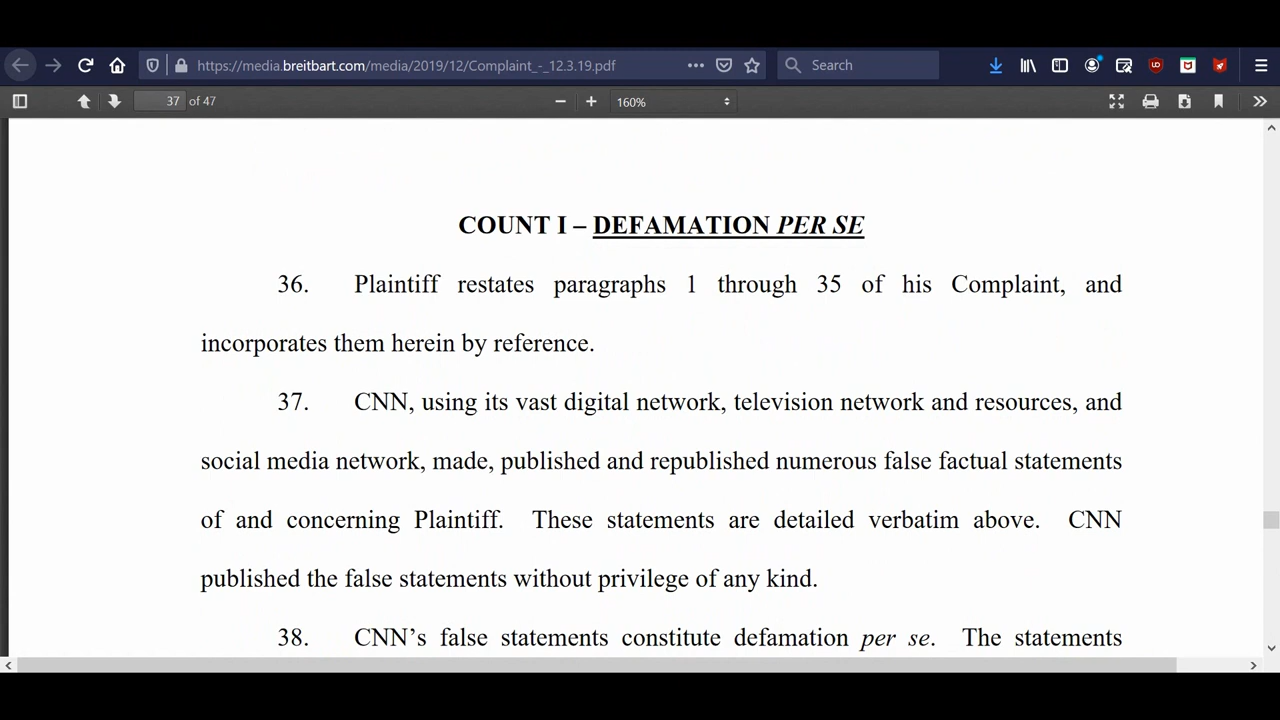 https://media.breitbart.com/media/2019/12/Complaint_-_12.3.19.pdf
Search
37 of 47
160%
COUNT I – DEFAMATION PER SE
36. Plaintiff restates paragraphs 1 through 35 of his Complaint, and
incorporates them herein by reference.
37. CNN, using its vast digital network, television network and resources, and
social media network, made, published and republished numerous false factual statements
of and concerning Plaintiff. These statements are detailed verbatim above. CNN
published the false statements without privilege of any kind.
38. CNN’s false statements constitute defamation per se. The statements